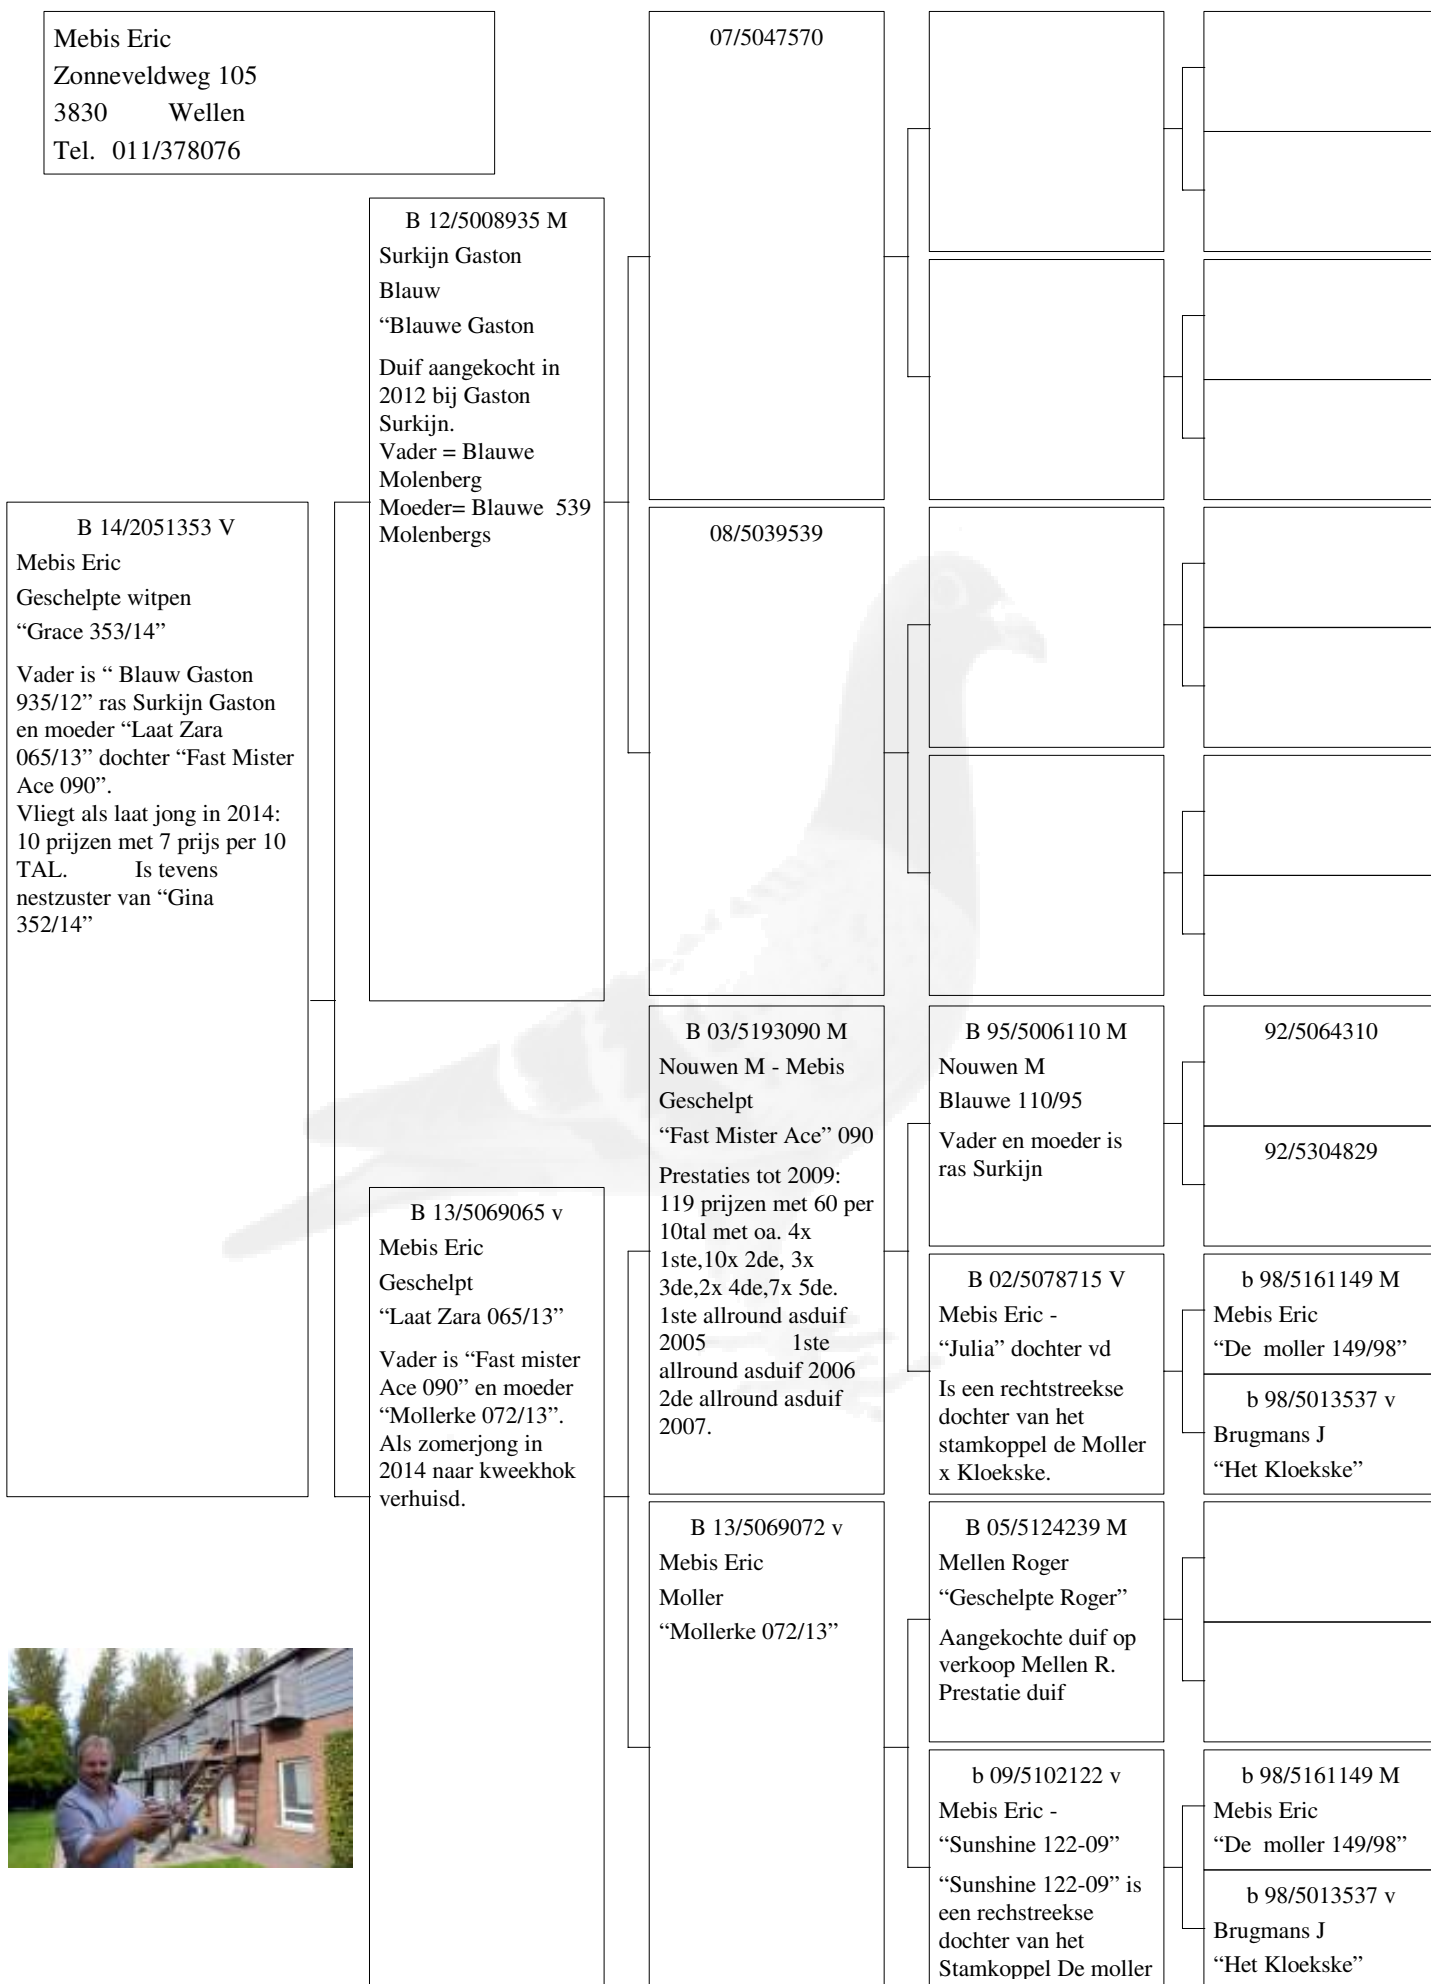 Mebis Eric
Zonneveldweg 105
3830 Wellen
Tel. 011/378076
B 14/2051353 V
Mebis Eric
Geschelpte witpen
“Grace 353/14”
Vader is “ Blauw Gaston
935/12” ras Surkijn Gaston
en moeder “Laat Zara
065/13” dochter “Fast Mister
Ace 090”.
Vliegt als laat jong in 2014:
10 prijzen met 7 prijs per 10
TAL. Is tevens
nestzuster van “Gina
352/14”
B 12/5008935 M
Surkijn Gaston
Blauw
“Blauwe Gaston
Duif aangekocht in
2012 bij Gaston
Surkijn.
Vader = Blauwe
Molenberg
Moeder= Blauwe 539
Molenbergs
B 13/5069065 v
Mebis Eric
Geschelpt
“Laat Zara 065/13”
Vader is “Fast mister
Ace 090” en moeder
“Mollerke 072/13”.
Als zomerjong in
2014 naar kweekhok
verhuisd.
07/5047570
08/5039539
B 03/5193090 M
Nouwen M - Mebis
Geschelpt
“Fast Mister Ace” 090
Prestaties tot 2009:
119 prijzen met 60 per
10tal met oa. 4x
1ste,10x 2de, 3x
3de,2x 4de,7x 5de.
1ste allround asduif
2005 1ste
allround asduif 2006
2de allround asduif
2007.
B 13/5069072 v
Mebis Eric
Moller
“Mollerke 072/13”
B 95/5006110 M
Nouwen M
Blauwe 110/95
Vader en moeder is
ras Surkijn
B 02/5078715 V
Mebis Eric -
“Julia” dochter vd
Is een rechtstreekse
dochter van het
stamkoppel de Moller
x Kloekske.
B 05/5124239 M
Mellen Roger
“Geschelpte Roger”
Aangekochte duif op
verkoop Mellen R.
Prestatie duif
b 09/5102122 v
Mebis Eric -
“Sunshine 122-09”
“Sunshine 122-09” is
een rechstreekse
dochter van het
Stamkoppel De moller
92/5064310
92/5304829
b 98/5161149 M
Mebis Eric
“De moller 149/98”
b 98/5013537 v
Brugmans J
“Het Kloekske”
b 98/5161149 M
Mebis Eric
“De moller 149/98”
b 98/5013537 v
Brugmans J
“Het Kloekske”